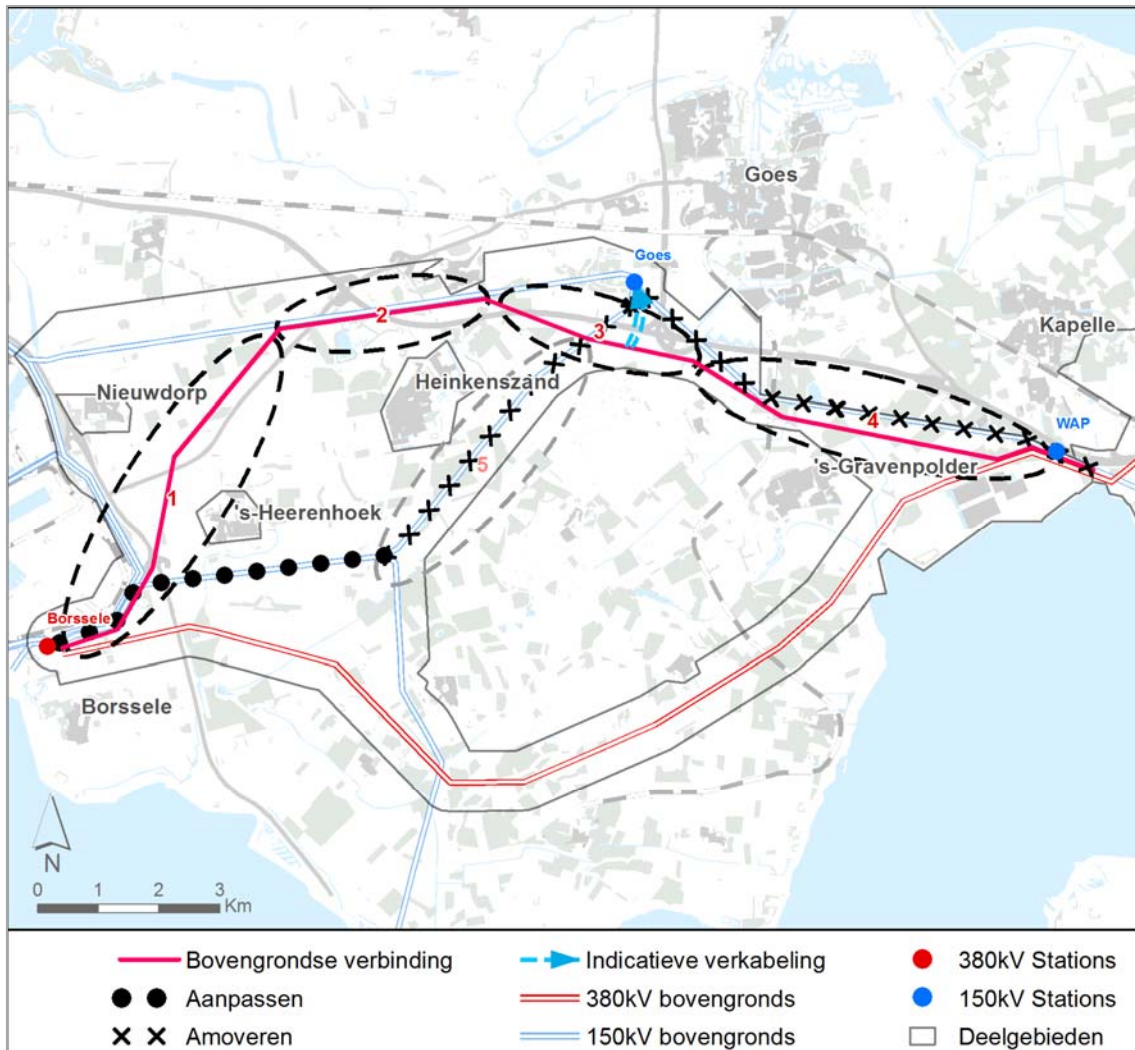 Goes
Goes
Kapelle
2
3
Nieuwdorp
Heinkenszand
4
WAP
5
's-Gravenpolder
1
's-Heerenhoek
Borssele
Borssele
N
0 1 2 3
Km
Bovengrondse verbinding
Indicatieve verkabeling
380kV Stations
Aanpassen
380kV bovengronds
150kV Stations
Amoveren
150kV bovengronds
Deelgebieden